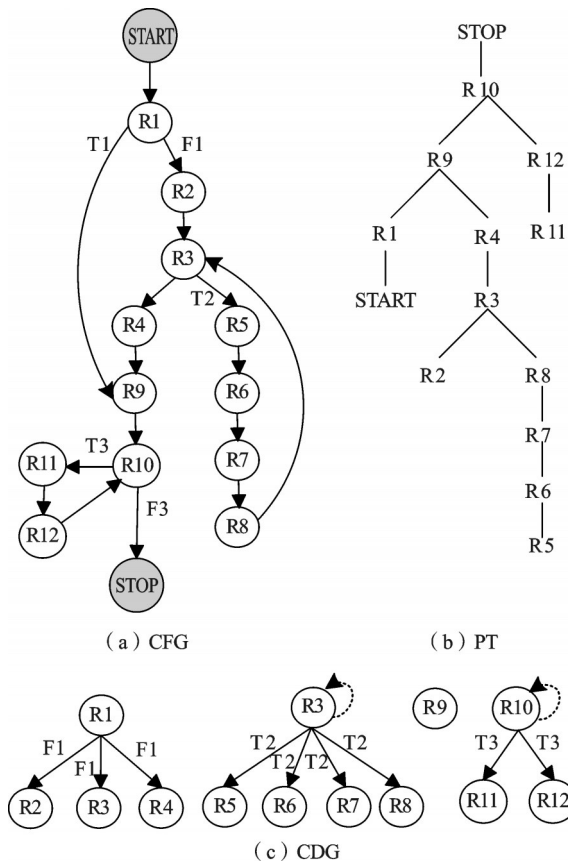 START
R1
T1
F1
R2
R3
T2
R4
R5
R9
R6
R11
T3
R10
R7
R12
F3
R8
STOP
(a) CFG
STOP
R10
R9
R12
R1
R4
R11
START
R3
R2
R8
R7
R6
R5
(b) PT
R1
F1
F1
F1
R2
R3
R4
R3
T2
T2
T2
T2
R5
R6
R7
R8
R9
R10
T3
T3
R11
R12
(c) CDG